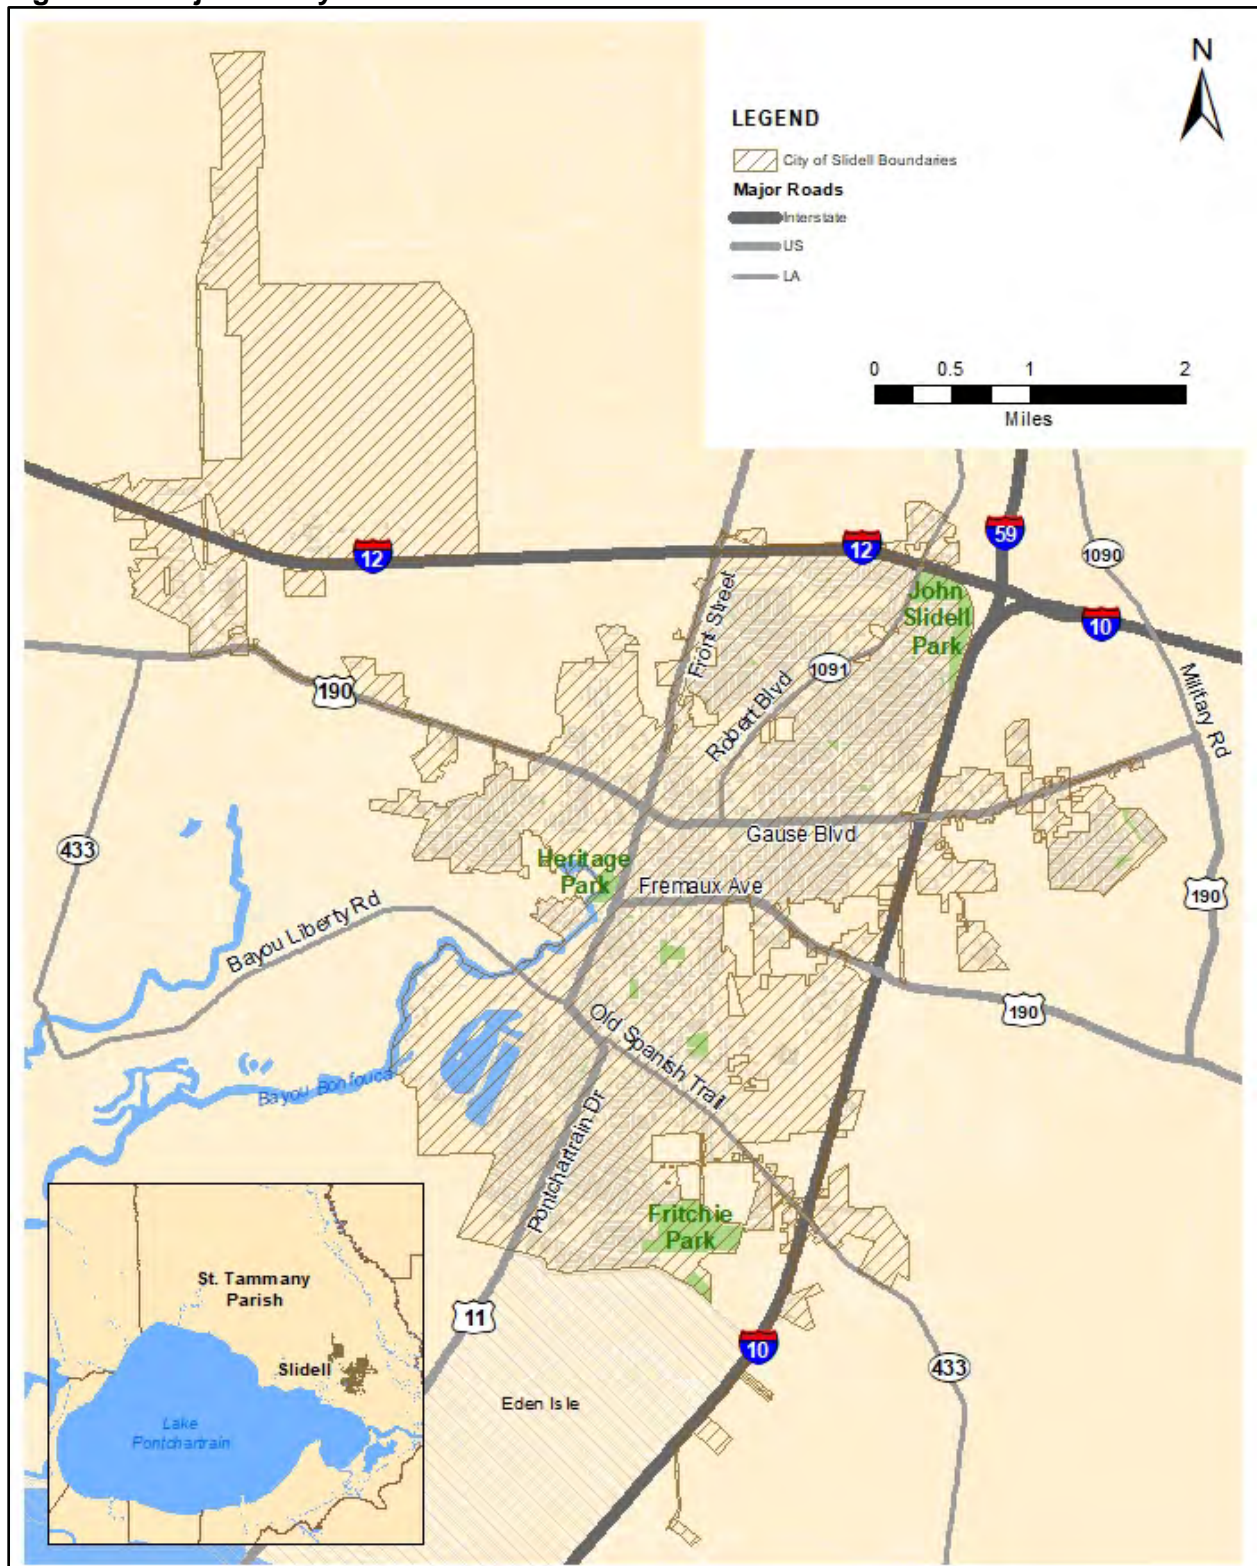 N
LEGEND
City of Slidell Boundaries
Major Roads
Interstate
US
LA
0 0.5 1 2
Miles
12
12
59
1090
10
John
Slidell
Park
Front Street
1091
Robert Blvd
Military Rd
190
433
Gause Blvd
Heritage
Park
Fremaux Ave
190
Bayou Liberty Rd
190
Old Spanish Trail
Bayou Bonfouca
Pontchartrain Dr
Fritchie
Park
11
10
433
Eden Isle
St. Tammany
Parish
Slidell
Lake
Pontchartrain